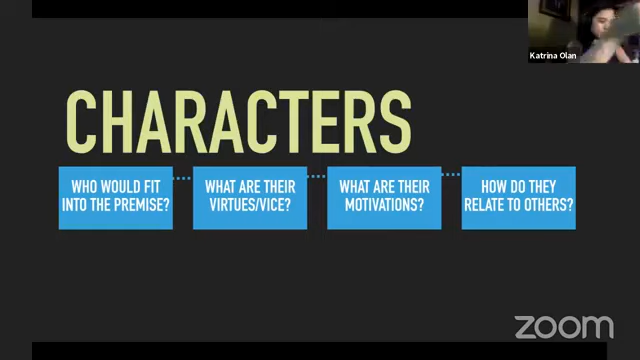 Katrina Olan
CHARACTERS
WHO WOULD FIT
INTO THE PREMISE?
WHAT ARE THEIR
VIRTUES/VICE?
WHAT ARE THEIR
MOTIVATIONS?
HOW DO THEY
RELATE TO OTHERS?
zoom